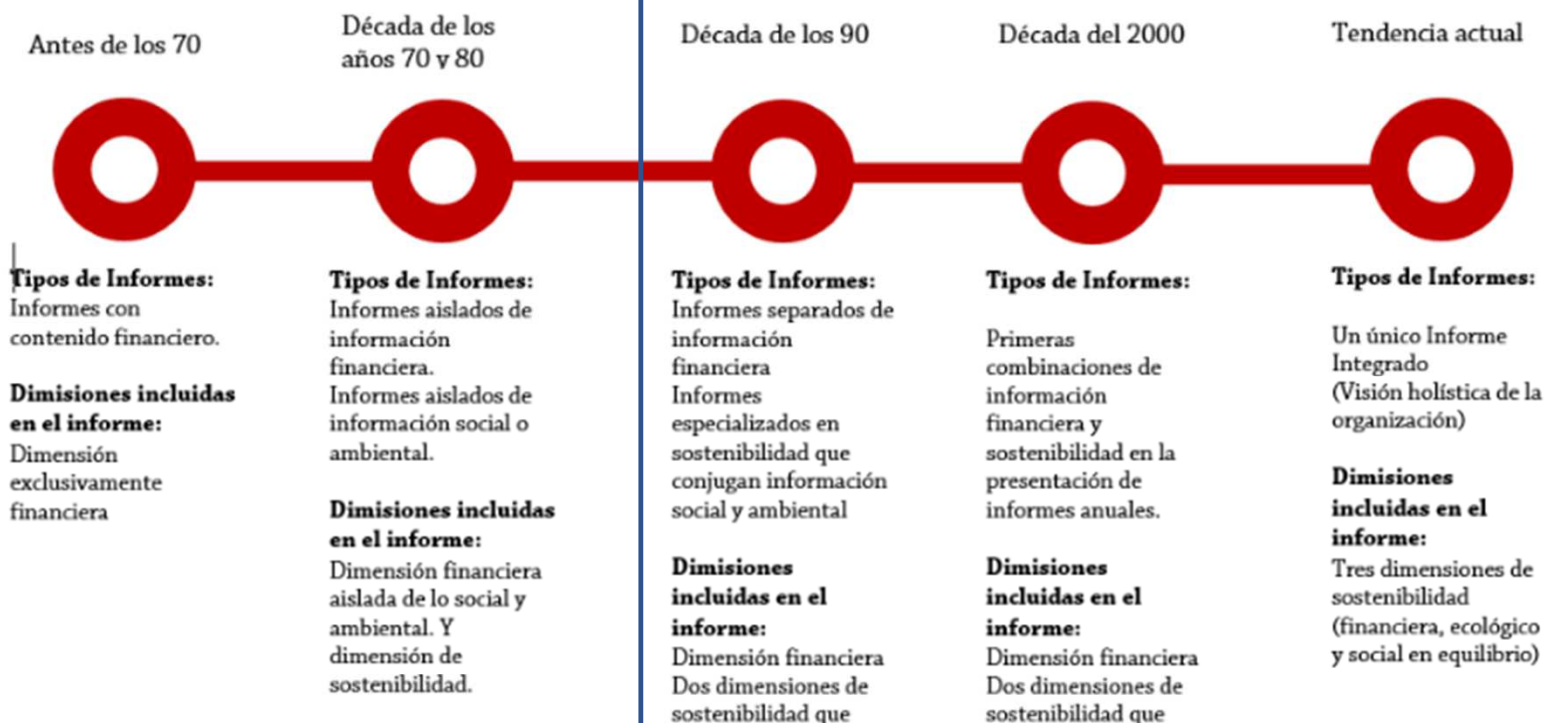 Antes de los 70
Tipos de Informes:
Informes con
contenido financiero.
Dimisiones incluidas
en el informe:
Dimensión
exclusivamente
financiera
Década de los
años 70 y 80
Tipos de Informes:
Informes aislados de
información
financiera.
Informes aislados de
información social o
ambiental.
Dimisiones incluidas
en el informe:
Dimensión financiera
aislada de lo social y
ambiental. Y
dimensión de
sostenibilidad.
Década de los 90
Tipos de Informes:
Informes separados de
información
financiera
Informes
especializados en
sostenibilidad que
conjugan información
social y ambiental
Dimisiones
incluidas en el
informe:
Dimensión financiera
Dos dimensiones de
sostenibilidad que
Década del 2000
Tipos de Informes:
Primeras
combinaciones de
información
financiera y
sostenibilidad en la
presentación de
informes anuales.
Dimisiones
incluidas en el
informe:
Dimensión financiera
Dos dimensiones de
sostenibilidad que
Tendencia actual
Tipos de Informes:
Un único Informe
Integrado
(Visión holística de la
organización)
Dimisiones
incluidas en el
informe:
Tres dimensiones de
sostenibilidad
(financiera, ecológico
y social en equilibrio)